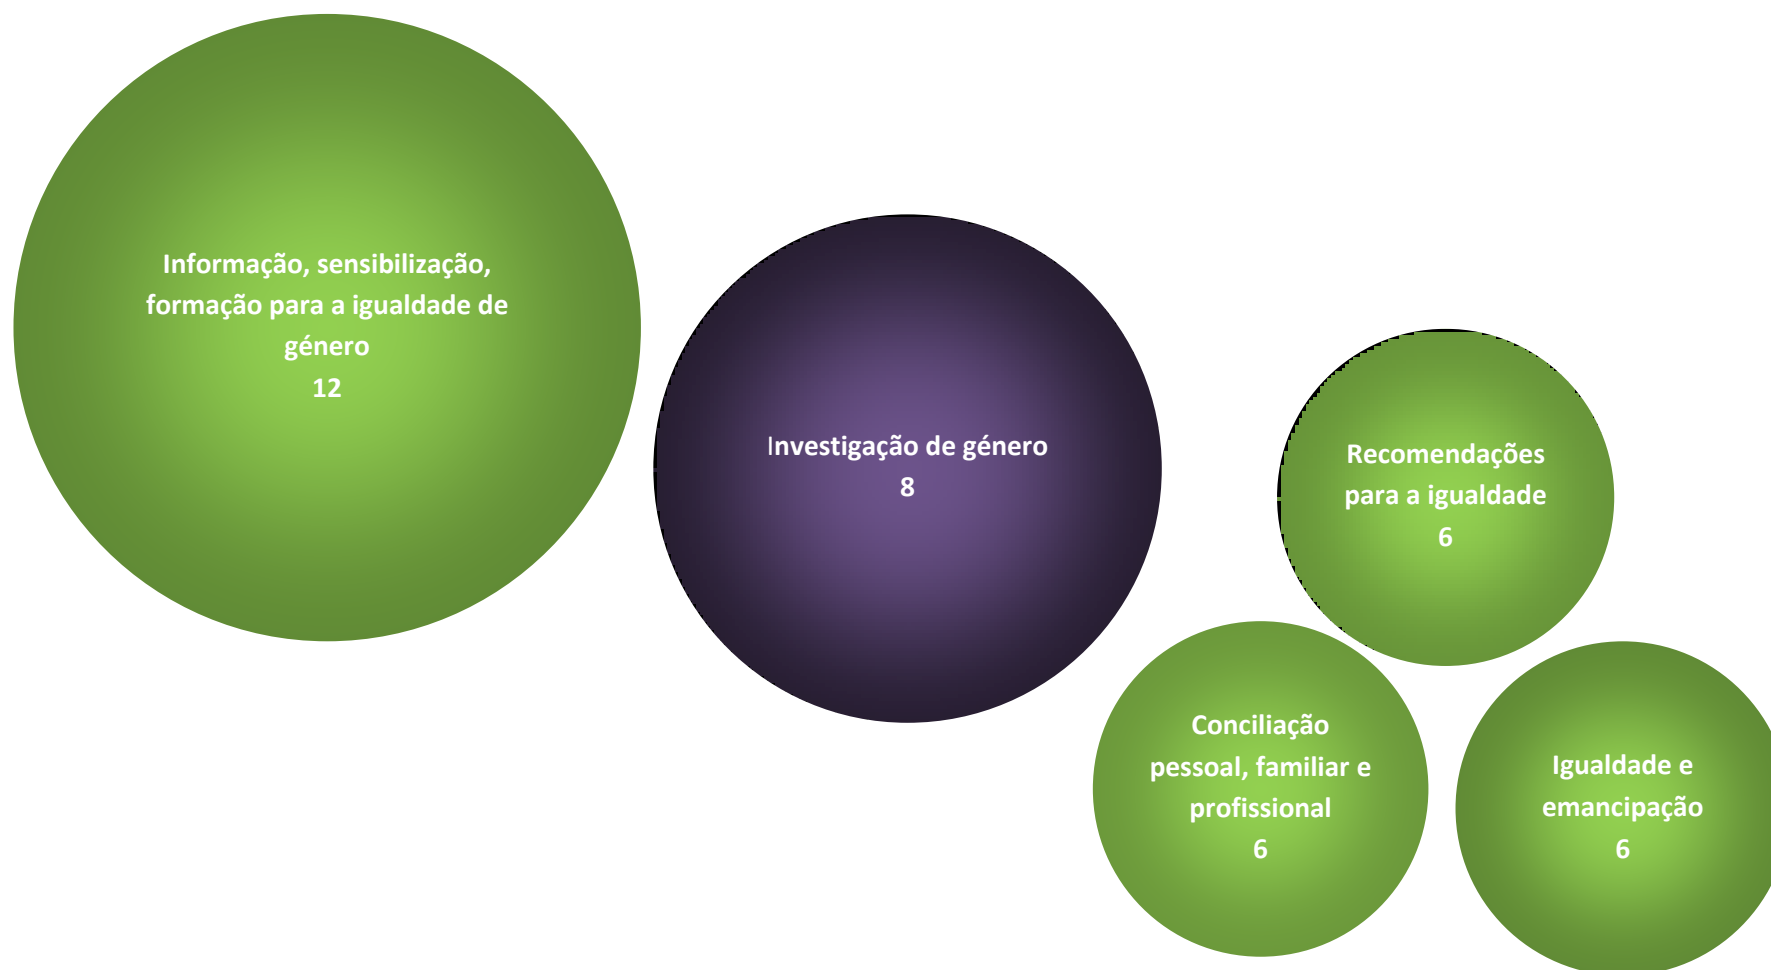 Informação, sensibilização,
formação para a igualdade de
género
12
Investigação de género
8
Recomendações
para a igualdade
6
Conciliação
pessoal, familiar e
profissional
6
Igualdade e
emancipação
6